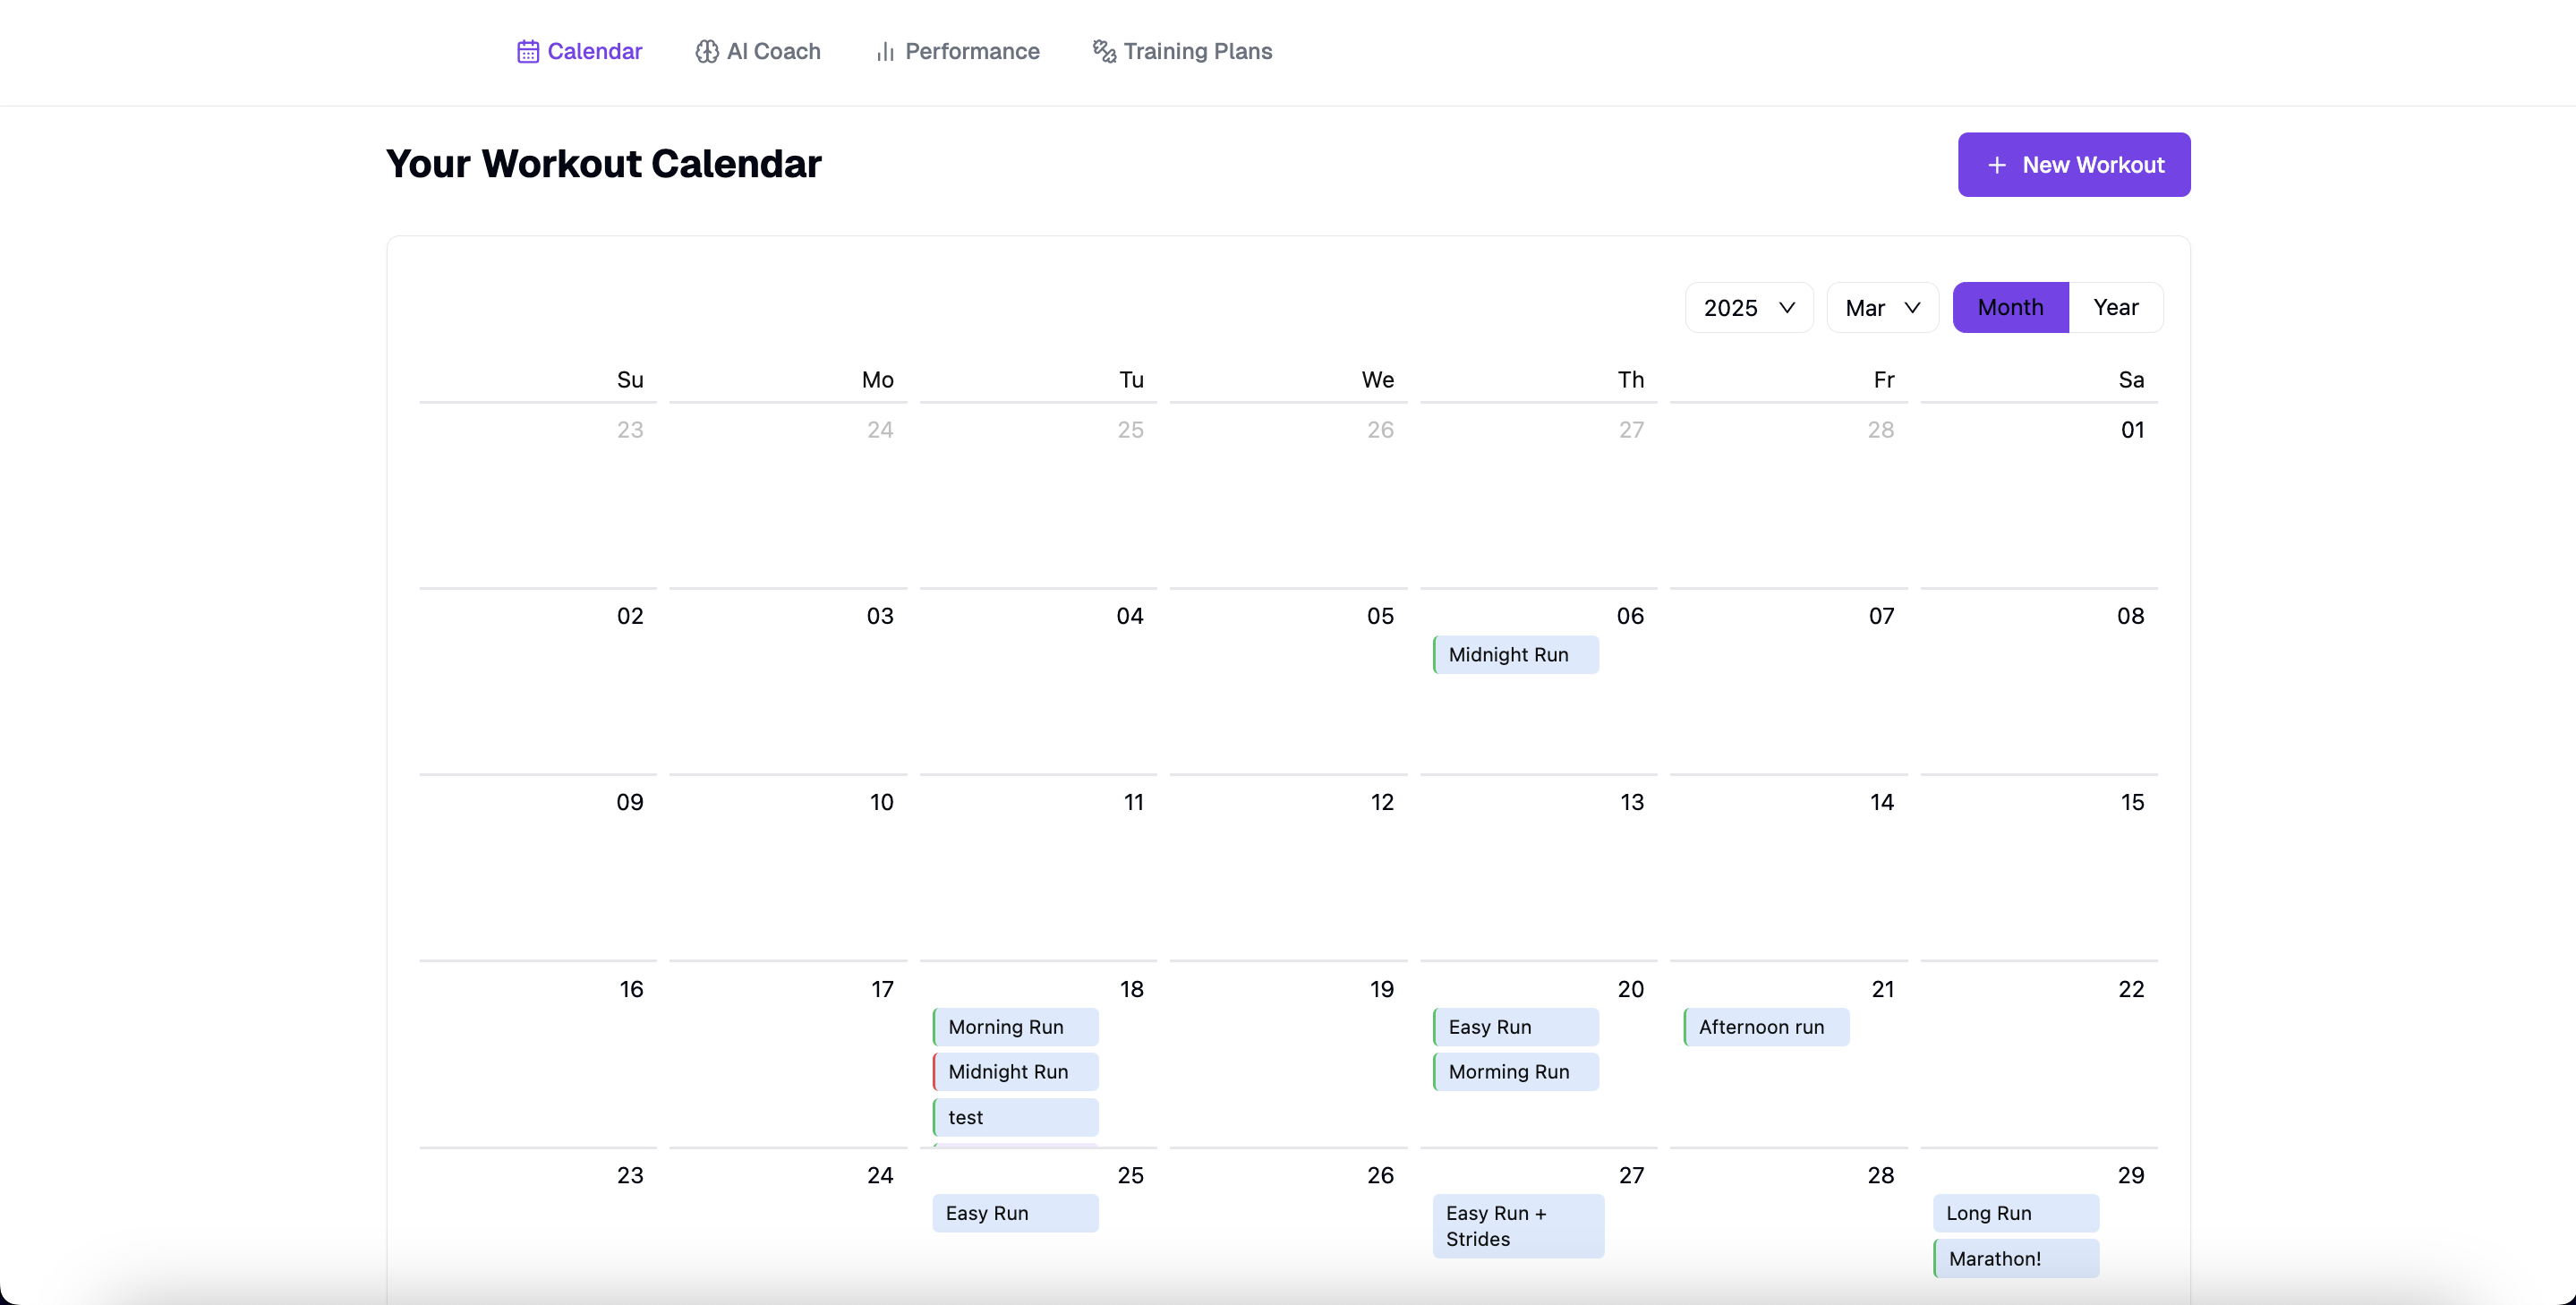 Calendar AI Coach Performance Training Plans
Your Workout Calendar
+ New Workout
2025 Mar Month Year
Su Mo Tu We Th Fr Sa
23 24 25 26 27 28 01
02 03 04 05 06 07 08
Midnight Run
09 10 11 12 13 14 15
16 17 18 19 20 21 22
Morning Run Easy Run Afternoon run
Midnight Run Morming Run
test
23 24 25 26 27 28 29
Easy Run Easy Run + Long Run
Strides
Marathon!